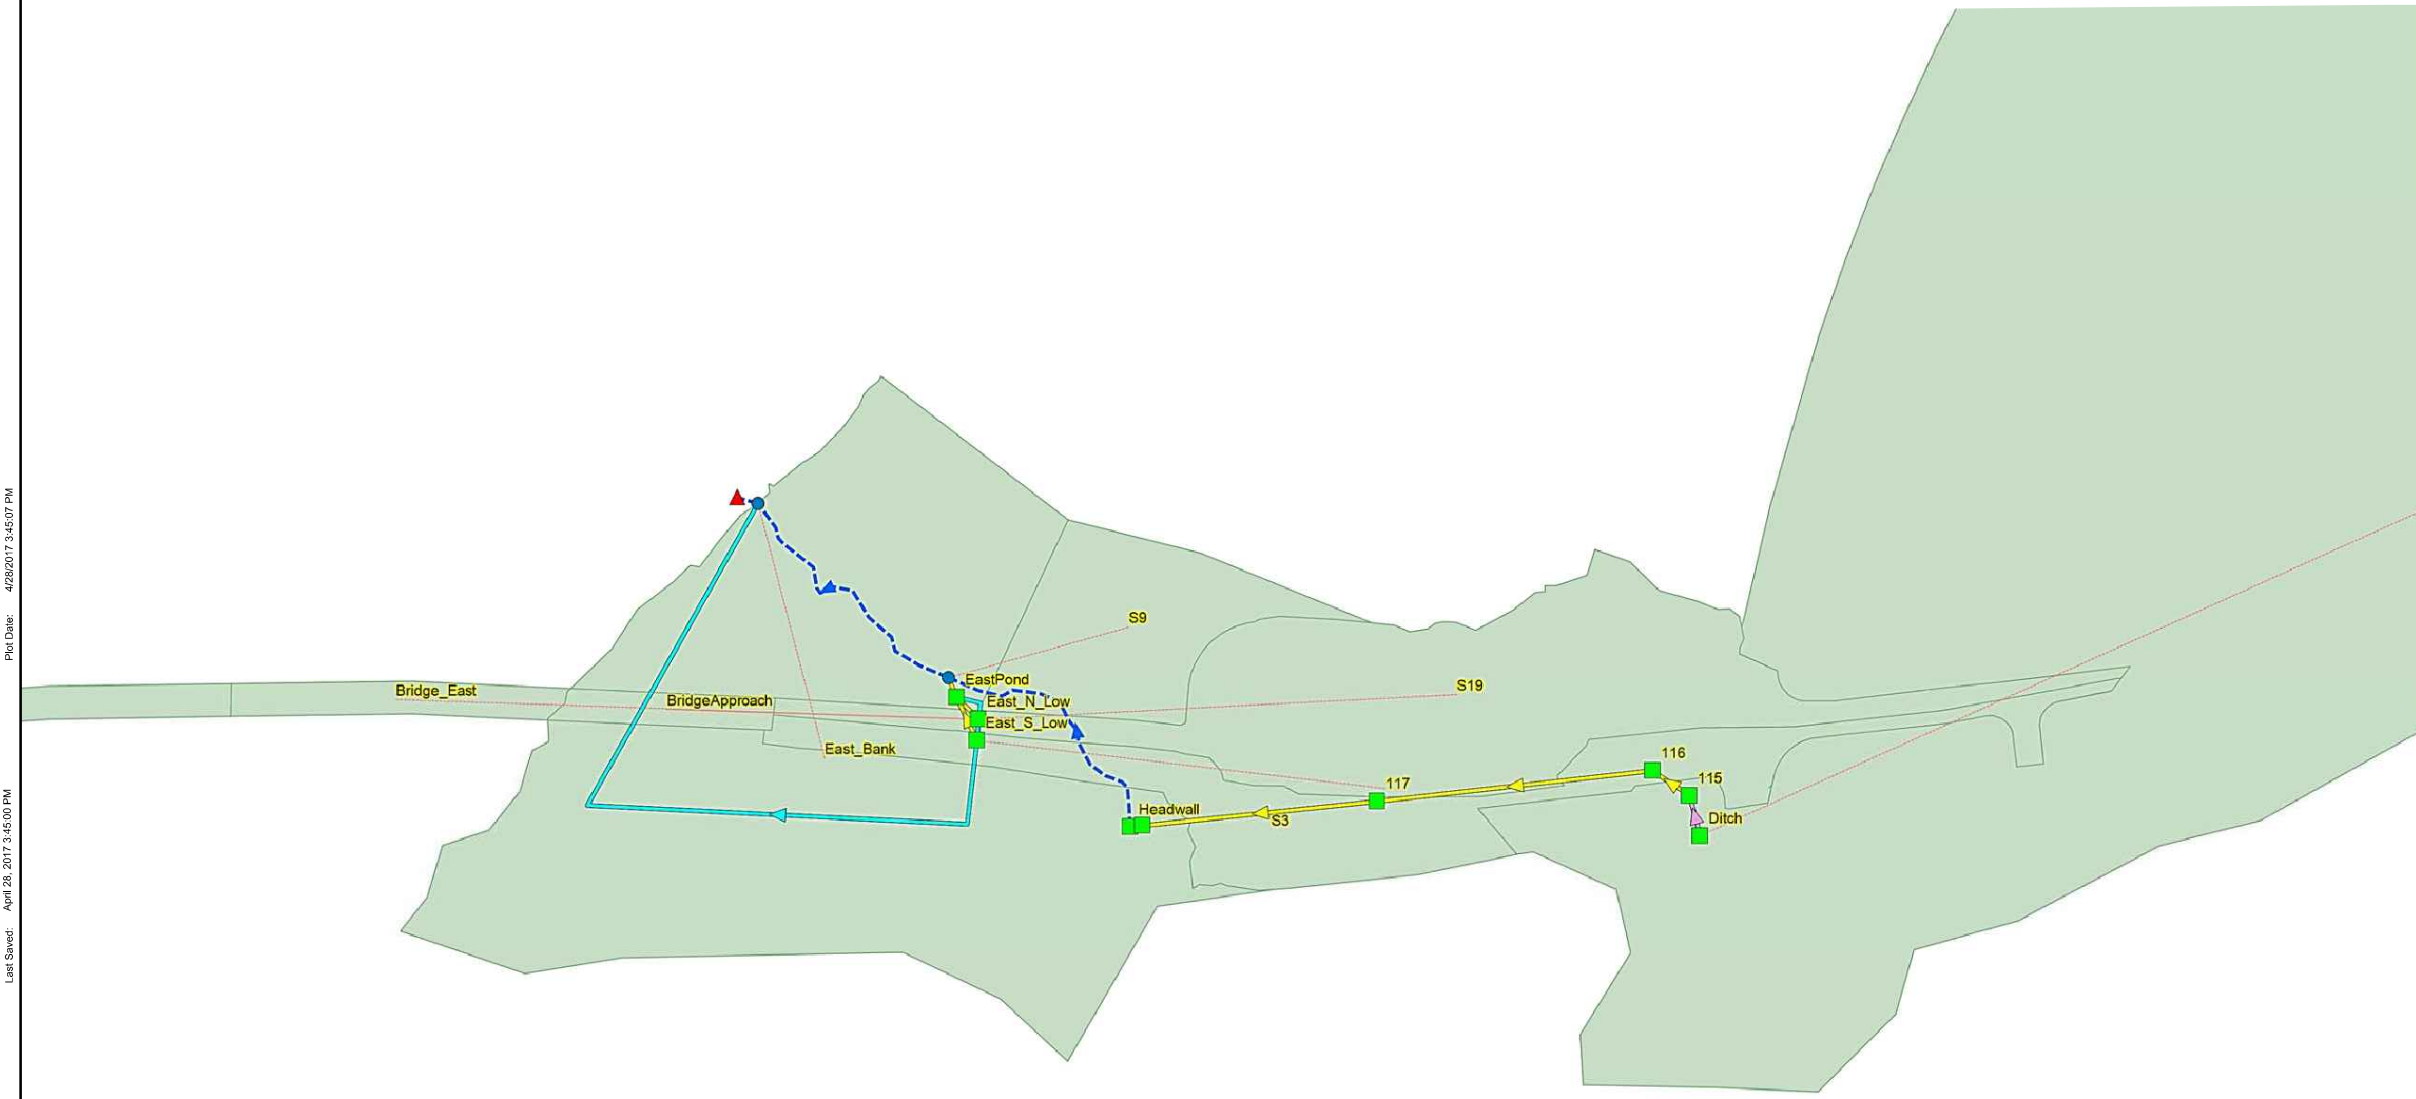 Plot Date: 4/28/2017 3:45:07 PM
Last Saved: April 28, 2017 3:45:00 PM
S9
EastPond
S19
Bridge_East
BridgeApproach
East_N_Low
East_S_Low
East_Bank
116
115
117
Headwall
S3
Ditch